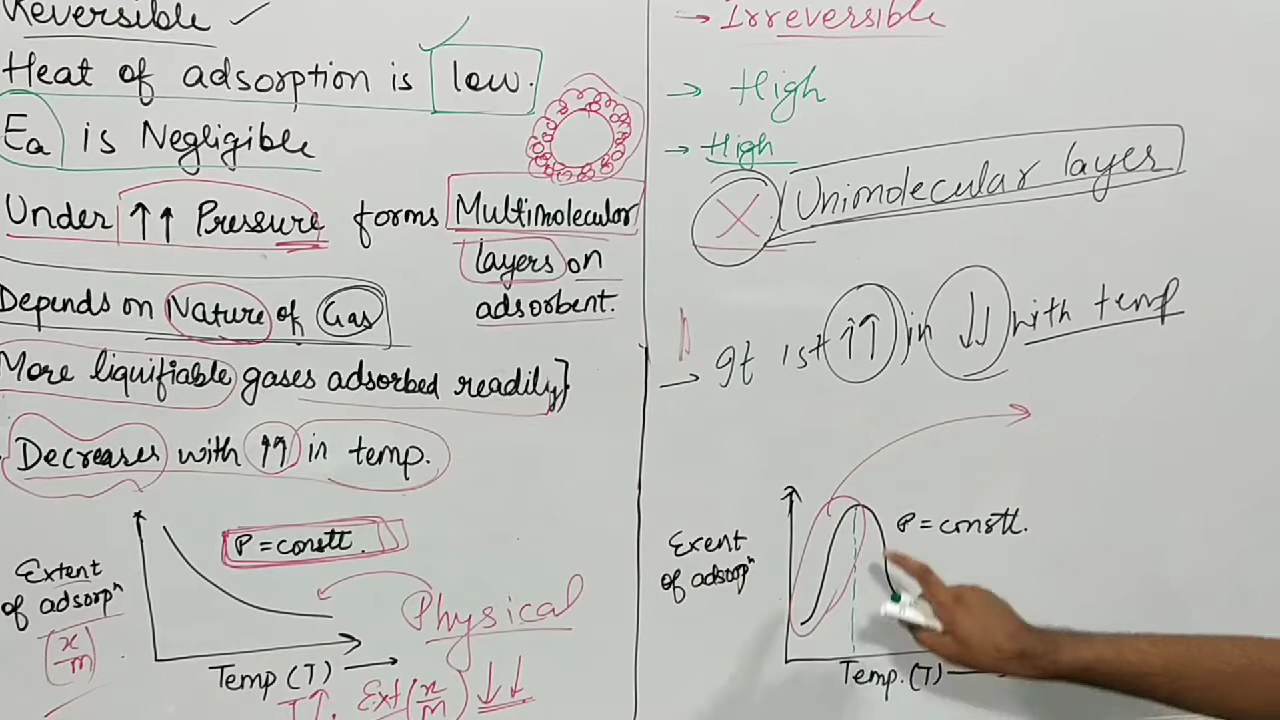 Reversible ✓
Heat of adsorption is low.
Ea is Negligible
Under ↑↑ Pressure forms Multimolecular
layers on
adsorbent.
Depends on Nature of Gas
More liquifiable gases adsorbed readily}
Decreases with ↑↑ in temp.
P = constt.
Extent
of adsorpⁿ
(x/m)
Temp (T) →
Physical
T↑. Ext (x/m) ↓↓
→ Irreversible
→ High
→ High
X Unimolecular layer
→ It 1st ↑↑ in ↓↓ with temp
Exent
of adsorpⁿ
P = constt.
Temp. (T)